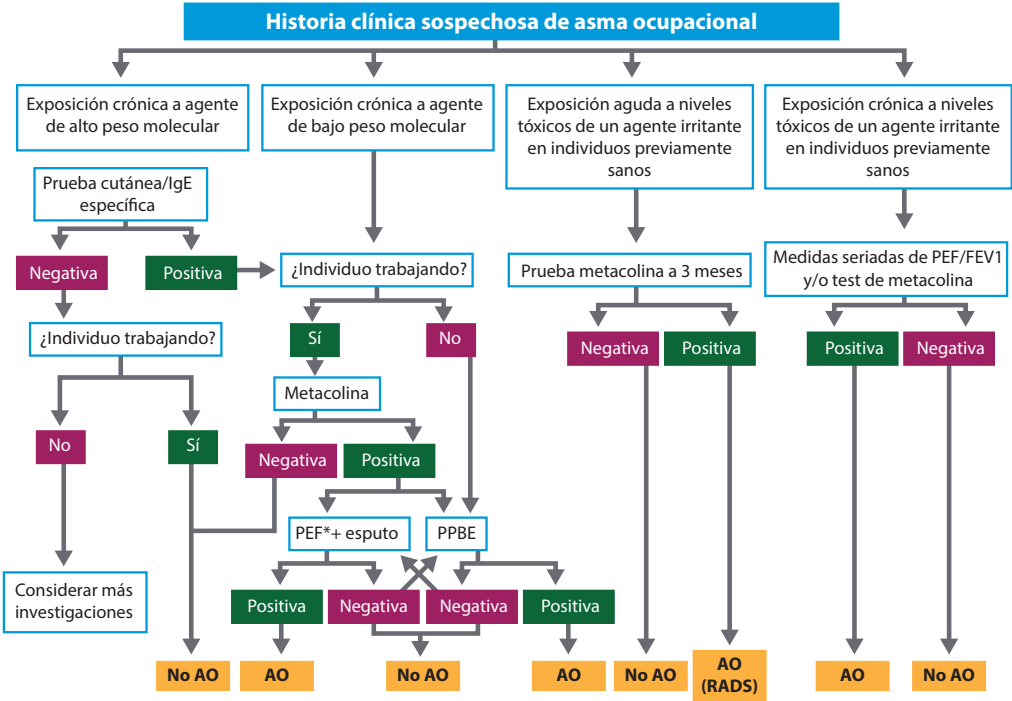 Historia clínica sospechosa de asma ocupacional
Exposición crónica a agente
de alto peso molecular
Exposición crónica a agente
de bajo peso molecular
Exposición aguda a niveles
tóxicos de un agente irritante
en individuos previamente
sanos
Exposición crónica a niveles
tóxicos de un agente irritante
en individuos previamente
sanos
Prueba cutánea/IgE
específica
Negativa
Positiva
¿Individuo trabajando?
Prueba metacolina a 3 meses
Medidas seriadas de PEF/FEV1
y/o test de metacolina
¿Individuo trabajando?
Sí
No
Negativa
Positiva
Positiva
Negativa
Metacolina
No
Sí
Negativa
Positiva
PEF*+ esputo
PPBE
Considerar más
investigaciones
Positiva
Negativa
Negativa
Positiva
No AO
AO
No AO
AO
No AO
AO
(RADS)
AO
No AO